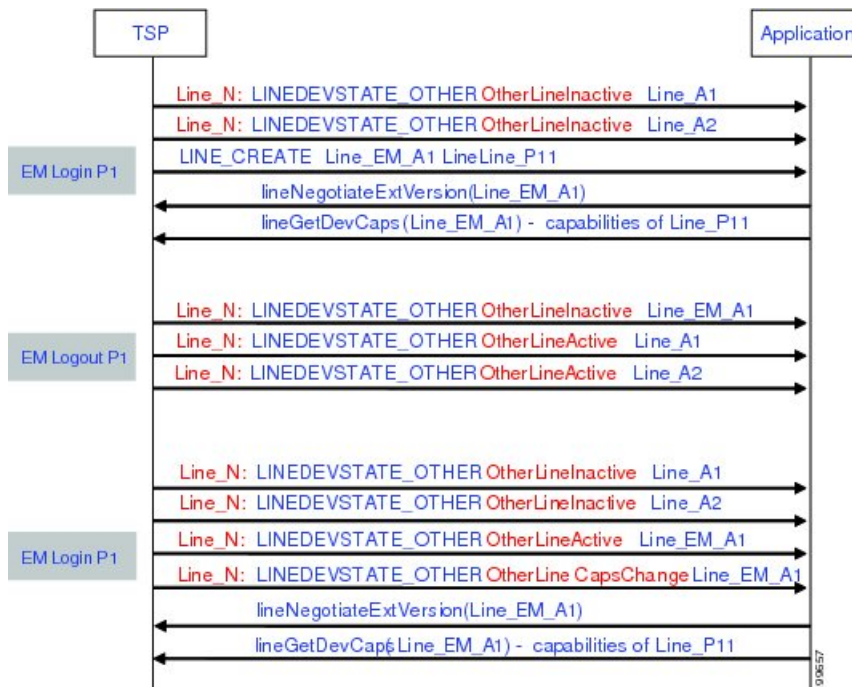 TSP
Application
Line_N: LINEDEVSTATE_OTHER OtherLineInactive Line_A1
Line_N: LINEDEVSTATE_OTHER OtherLineInactive Line_A2
EM Login P1
LINE_CREATE Line_EM_A1 LineLine_P11
lineNegotiateExtVersion(Line_EM_A1)
lineGetDevCaps (Line_EM_A1) - capabilities of Line_P11
Line_N: LINEDEVSTATE_OTHER OtherLineInactive Line_EM_A1
EM Logout P1
Line_N: LINEDEVSTATE_OTHER OtherLineActive Line_A1
Line_N: LINEDEVSTATE_OTHER OtherLineActive Line_A2
Line_N: LINEDEVSTATE_OTHER OtherLineInactive Line_A1
Line_N: LINEDEVSTATE_OTHER OtherLineInactive Line_A2
EM Login P1
Line_N: LINEDEVSTATE_OTHER OtherLineActive Line_EM_A1
Line_N: LINEDEVSTATE_OTHER OtherLine CapsChange Line_EM_A1
lineNegotiateExtVersion(Line_EM_A1)
lineGetDevCaps( Line_EM_A1) - capabilities of Line_P11
99657